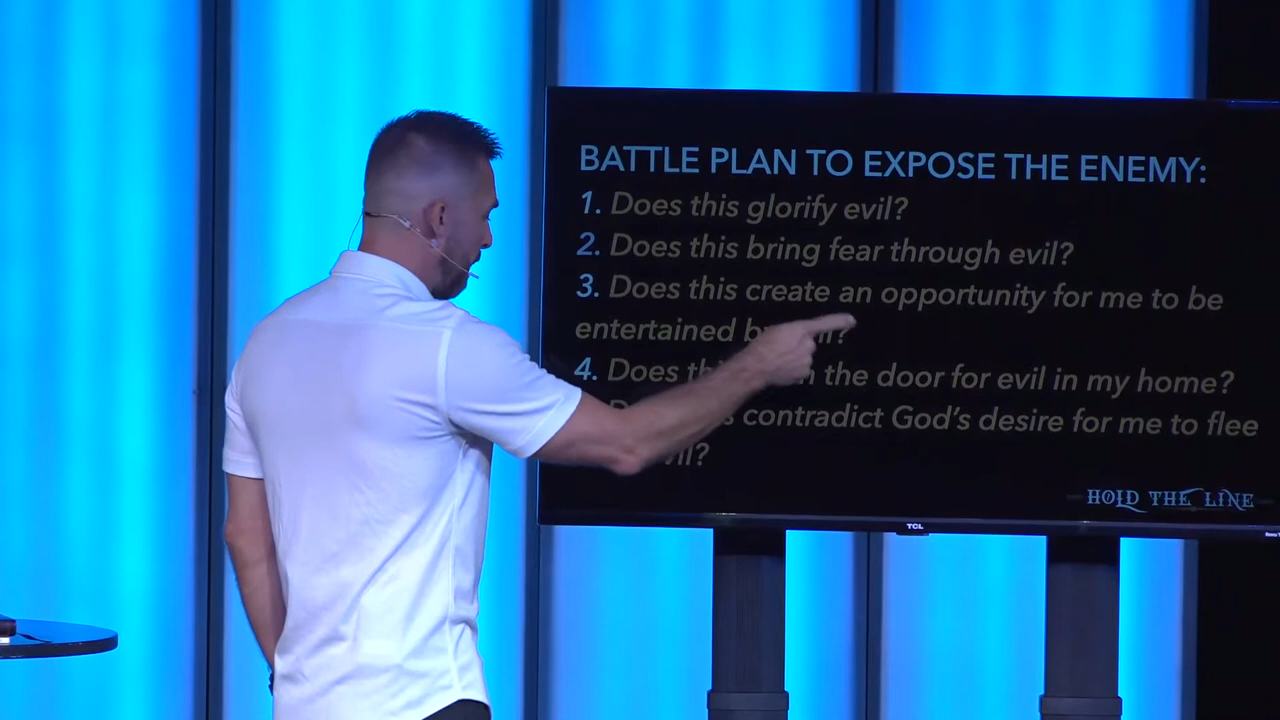 BATTLE PLAN TO EXPOSE THE ENEMY:
1. Does this glorify evil?
2. Does this bring fear through evil?
3. Does this create an opportunity for me to be
entertained
4. Does the door for evil in my home?
contradict God's desire for me to flee
HOLD THE LINE
TCL